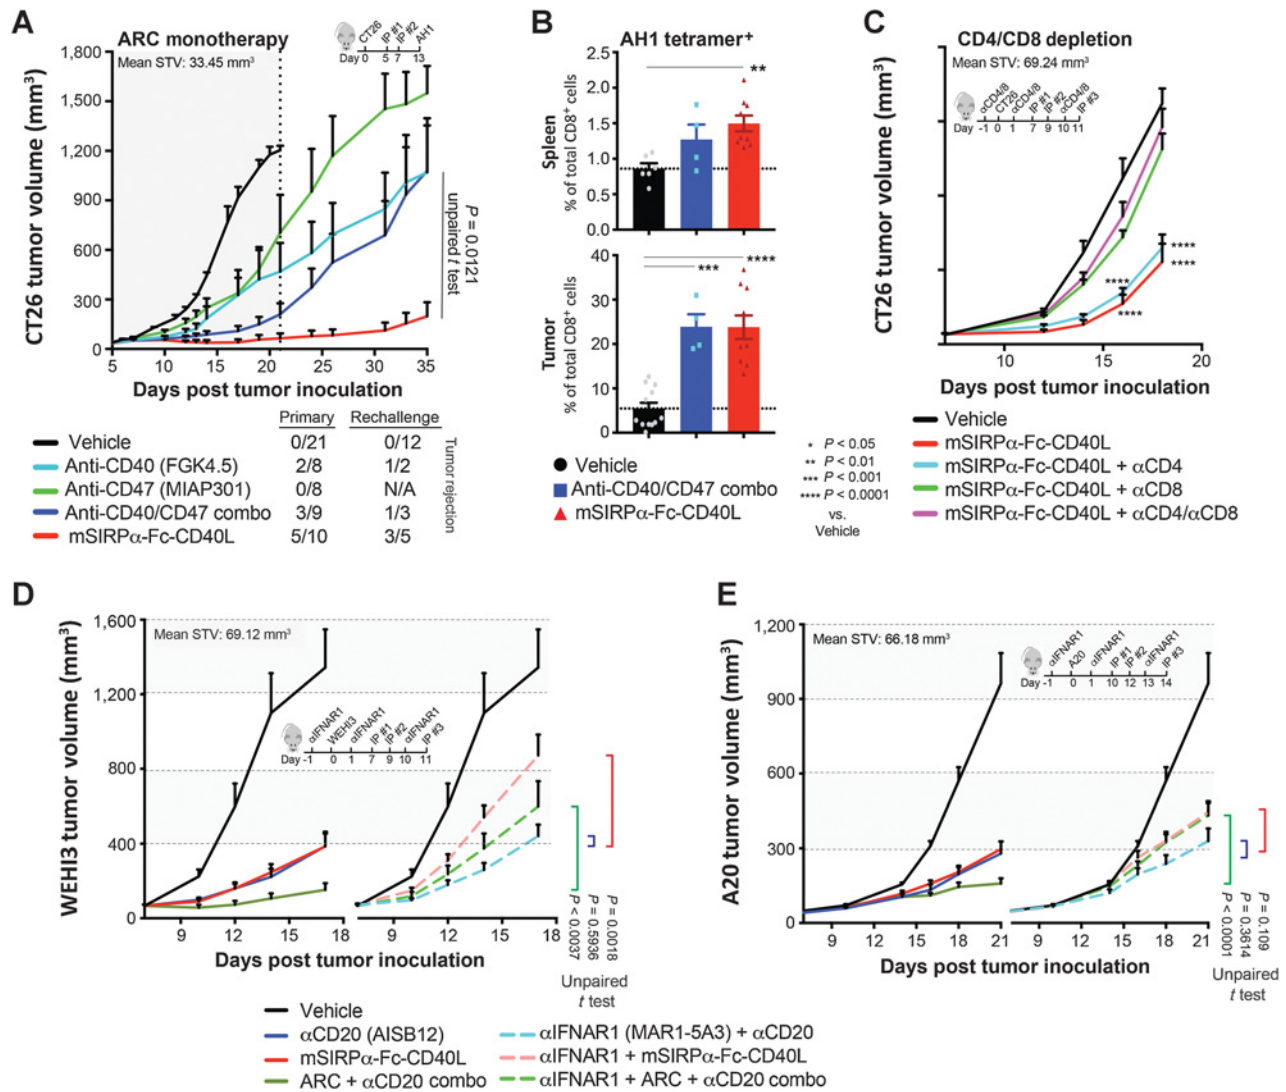 A
ARC monotherapy
Mean STV: 33.45 mm³
CT26
IP #1
IP #2
AH1
Day 0 5 7 13
CT26 tumor volume (mm³)
1,800
1,500
1,200
900
600
300
0
5 10 15 20 25 30 35
Days post tumor inoculation
P = 0.0121
unpaired t test
Primary Rechallenge
Vehicle 0/21 0/12
Anti-CD40 (FGK4.5) 2/8 1/2
Anti-CD47 (MIAP301) 0/8 N/A
Anti-CD40/CD47 combo 3/9 1/3
mSIRPα-Fc-CD40L 5/10 3/5
Tumor rejection
B
AH1 tetramer⁺
Spleen
% of total CD8⁺ cells
2.5
2.0
1.5
1.0
0.5
0.0
**
Tumor
% of total CD8⁺ cells
40
30
20
10
0
***
****
Vehicle
Anti-CD40/CD47 combo
mSIRPα-Fc-CD40L
* P < 0.05
** P < 0.01
*** P < 0.001
**** P < 0.0001
vs.
Vehicle
C
CD4/CD8 depletion
Mean STV: 69.24 mm³
αCD4/8
CT26
αCD4/8
IP #1
IP #2
αCD4/8
IP #3
Day -1 0 1 7 9 10 11
CT26 tumor volume (mm³)
****
****
****
****
10 15 20
Days post tumor inoculation
Vehicle
mSIRPα-Fc-CD40L
mSIRPα-Fc-CD40L + αCD4
mSIRPα-Fc-CD40L + αCD8
mSIRPα-Fc-CD40L + αCD4/αCD8
D
Mean STV: 69.12 mm³
αIFNAR1
WEHI3
αIFNAR1
IP #1
IP #2
αIFNAR1
IP #3
Day -1 0 1 7 9 10 11
WEHI3 tumor volume (mm³)
1,600
1,200
800
400
0
9 12 15 18 9 12 15 18
Days post tumor inoculation
P < 0.0037
P = 0.5936
P = 0.0018
Unpaired
t test
E
Mean STV: 66.18 mm³
αIFNAR1
A20
αIFNAR1
IP #1
IP #2
αIFNAR1
IP #3
Day -1 0 1 10 12 13 14
A20 tumor volume (mm³)
1,200
900
600
300
0
9 12 15 18 21 9 12 15 18 21
Days post tumor inoculation
P < 0.0001
P = 0.3614
P = 0.109
Unpaired
t test
Vehicle
αCD20 (AISB12)
mSIRPα-Fc-CD40L
ARC + αCD20 combo
αIFNAR1 (MAR1-5A3) + αCD20
αIFNAR1 + mSIRPα-Fc-CD40L
αIFNAR1 + ARC + αCD20 combo